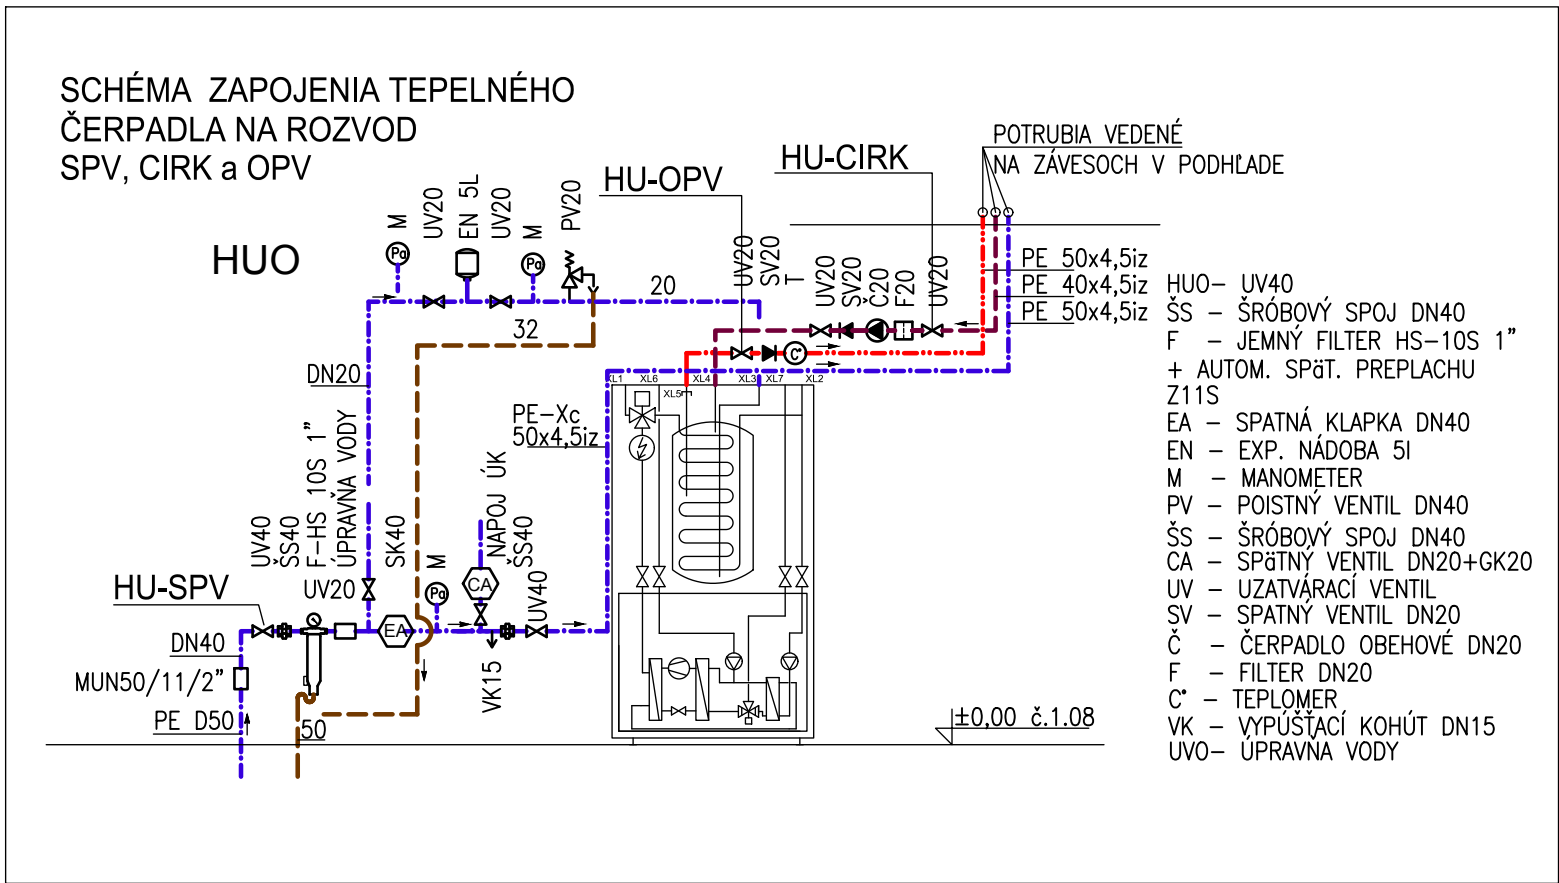 SCHÉMA ZAPOJENIA TEPELNÉHO
ČERPADLA NA ROZVOD
SPV, CIRK a OPV
HUO
HU-OPV
HU-CIRK
POTRUBIA VEDENÉ
NA ZÁVESOCH V PODHĽADE
M
UV20
EN 5L
UV20
M
PV20
Pa
Pa
20
32
UV20
SV20
T
UV20
SV20
Č20
F20
UV20
C°
PE 50x4,5iz
PE 40x4,5iz
PE 50x4,5iz
DN20
PE-Xc
50x4,5iz
XL1
XL6
XL4
XL3
XL7
XL2
XL5
UV40
ŠS40
F-HS 10S 1"
ÚPRAVŇA VODY
SK40
M
NAPOJ ÚK
ŠS40
UV40
UV20
Pa
CA
EA
VK15
HU-SPV
DN40
MUN50/11/2"
PE D50
50
±0,00 č.1.08
HUO- UV40
ŠS - ŠRÓBOVÝ SPOJ DN40
F - JEMNÝ FILTER HS-10S 1"
+ AUTOM. SPäT. PREPLACHU
Z11S
EA - SPATNÁ KLAPKA DN40
EN - EXP. NÁDOBA 5l
M - MANOMETER
PV - POISTNÝ VENTIL DN40
ŠS - ŠRÓBOVÝ SPOJ DN40
CA - SPäTNÝ VENTIL DN20+GK20
UV - UZATVÁRACÍ VENTIL
SV - SPATNÝ VENTIL DN20
Č - ČERPADLO OBEHOVÉ DN20
F - FILTER DN20
C° - TEPLOMER
VK - VYPÚŠŤACÍ KOHÚT DN15
UVO- ÚPRAVŇA VODY